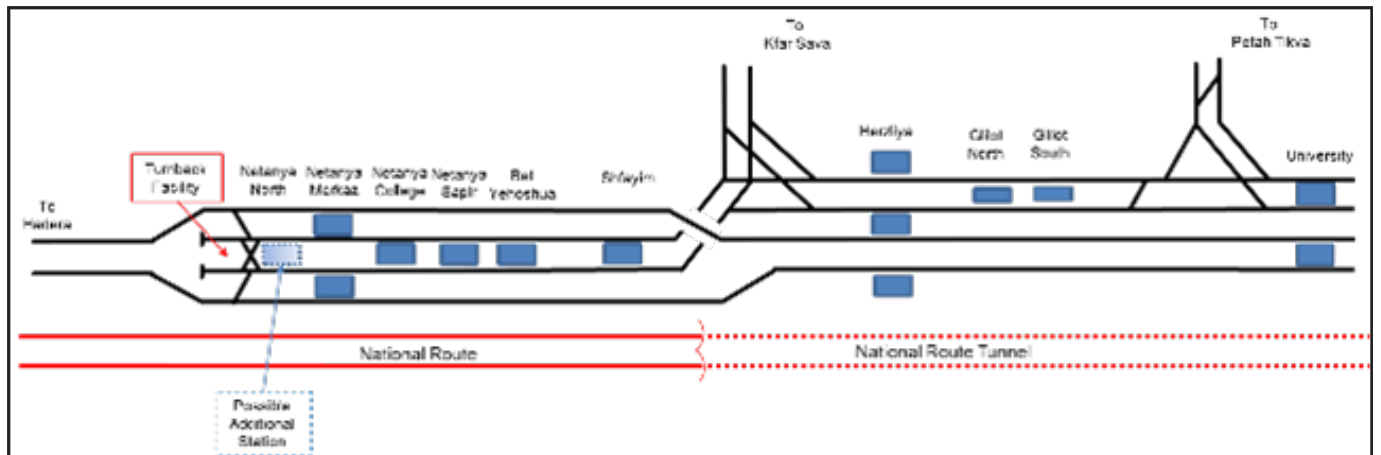 To
Kfar Sava
To
Petah Tikva
Herzliya
Glilot
North
Glilot
South
University
Turnback
Facility
Netanya
North
Netanya
Merkaz
Netanya
College
Netanya
Sapir
Bet
Yehoshua
Shfayim
To
Hadera
National Route
National Route Tunnel
Possible
Additional
Station